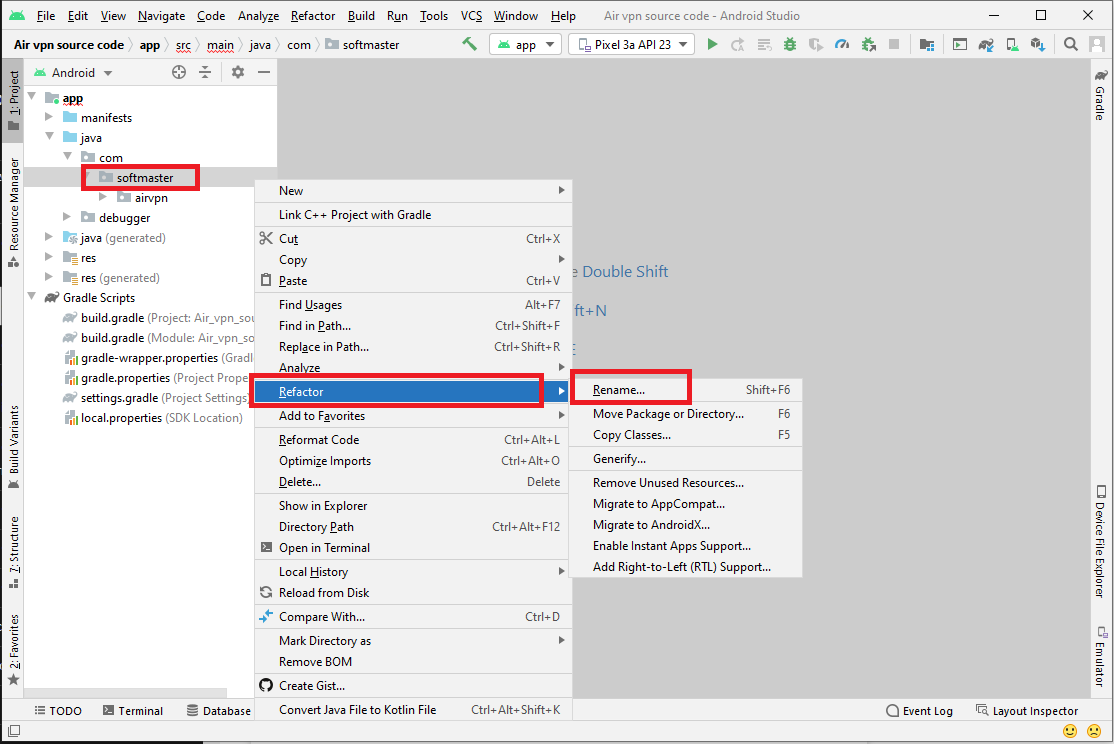 File Edit View Navigate Code Analyze Refactor Build Run Tools VCS Window Help Air vpn source code - Android Studio
Air vpn source code app src main java com softmaster app Pixel 3a API 23
1: Project
Resource Manager
Build Variants
7: Structure
2: Favorites
Android
app
manifests
java
com
softmaster
airvpn
debugger
java (generated)
res
res (generated)
Gradle Scripts
build.gradle (Project: Air_vpn_sou
build.gradle (Module: Air_vpn_so
gradle-wrapper.properties (Gradl
gradle.properties (Project Prope
settings.gradle (Project Settings)
local.properties (SDK Location)
New
Link C++ Project with Gradle
Cut Ctrl+X
Copy
Paste Ctrl+V
Find Usages Alt+F7
Find in Path... Ctrl+Shift+F
Replace in Path... Ctrl+Shift+R
Analyze
Refactor
Add to Favorites
Reformat Code Ctrl+Alt+L
Optimize Imports Ctrl+Alt+O
Delete... Delete
Show in Explorer
Directory Path Ctrl+Alt+F12
Open in Terminal
Local History
Reload from Disk
Compare With... Ctrl+D
Mark Directory as
Remove BOM
Create Gist...
Convert Java File to Kotlin File Ctrl+Alt+Shift+K
Double Shift
ft+N
Rename... Shift+F6
Move Package or Directory... F6
Copy Classes... F5
Generify...
Remove Unused Resources...
Migrate to AppCompat...
Migrate to AndroidX...
Enable Instant Apps Support...
Add Right-to-Left (RTL) Support...
Gradle
Device File Explorer
Emulator
TODO Terminal Database Event Log Layout Inspector